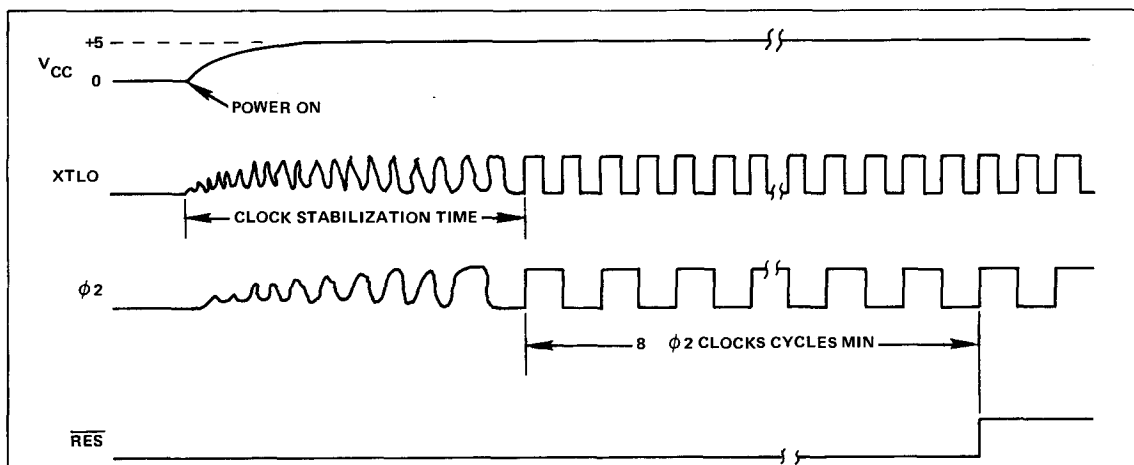 +5
VCC
0
POWER ON
XTLO
CLOCK STABILIZATION TIME
ϕ2
8 ϕ2 CLOCKS CYCLES MIN
RES